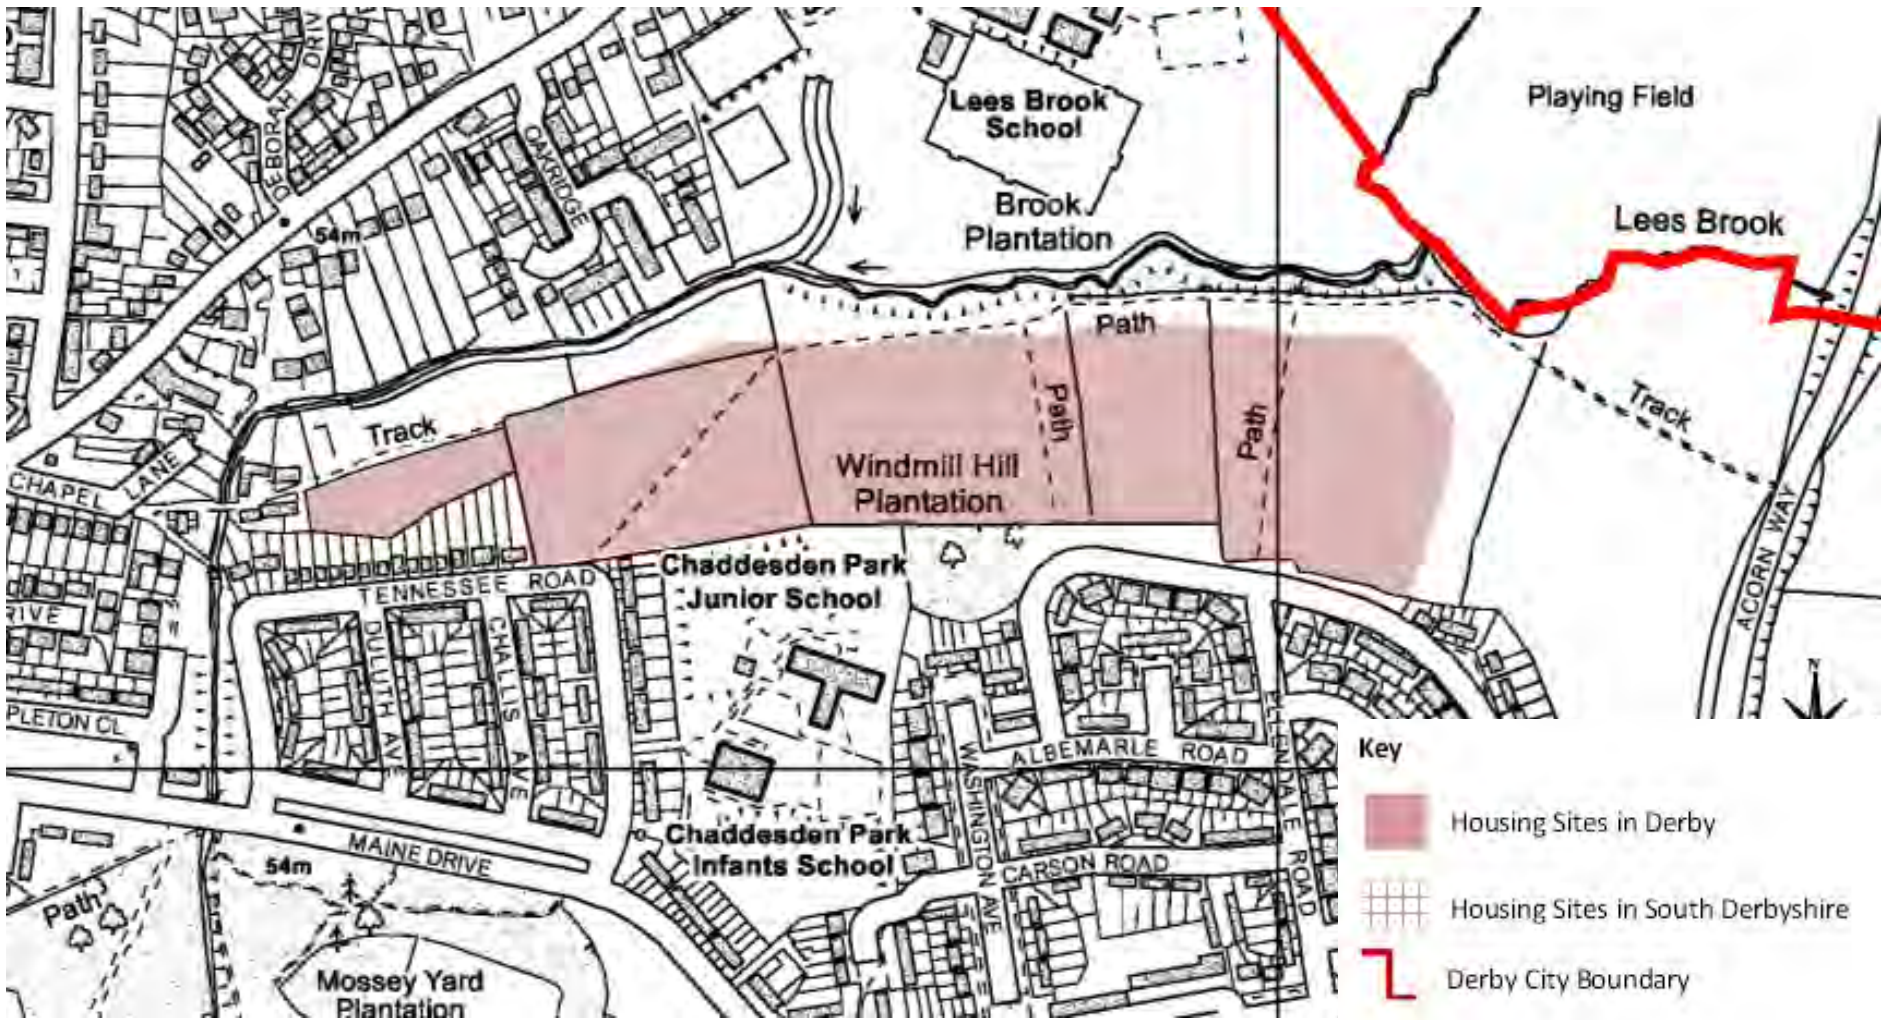 DEBORAH
DRIVE
OAKRIDGE
54m
Lees Brook
School
Playing Field
Brook
Plantation
Lees Brook
Path
Track
Path
Path
Track
CHAPEL
LANE
Windmill Hill
Plantation
ACORN WAY
TENNESSEE ROAD
Chaddesden Park
Junior School
RIVE
DULUTH AVE
CHALLIS AVE
N
PLETON CL
ALBEMARLE ROAD
WASHINGTON AVE
ELLENDALE ROAD
MAINE DRIVE
Chaddesden Park
Infants School
CARSON ROAD
54m
Path
Mossey Yard
Plantation
Key
Housing Sites in Derby
Housing Sites in South Derbyshire
Derby City Boundary